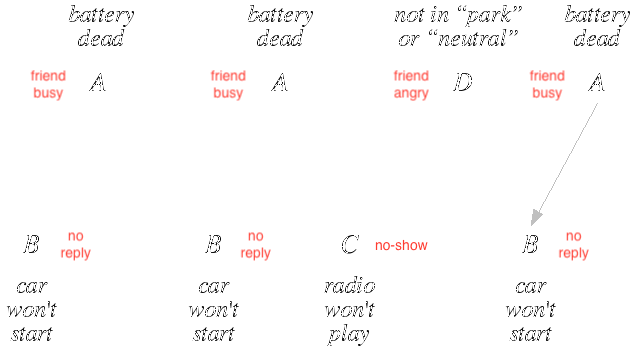 battery
dead
battery
dead
not in “park”
or “neutral”
battery
dead
friend
busy
A
friend
busy
A
friend
angry
D
friend
busy
A
B
no
reply
B
no
reply
C
no-show
B
no
reply
car
won't
start
car
won't
start
radio
won't
play
car
won't
start